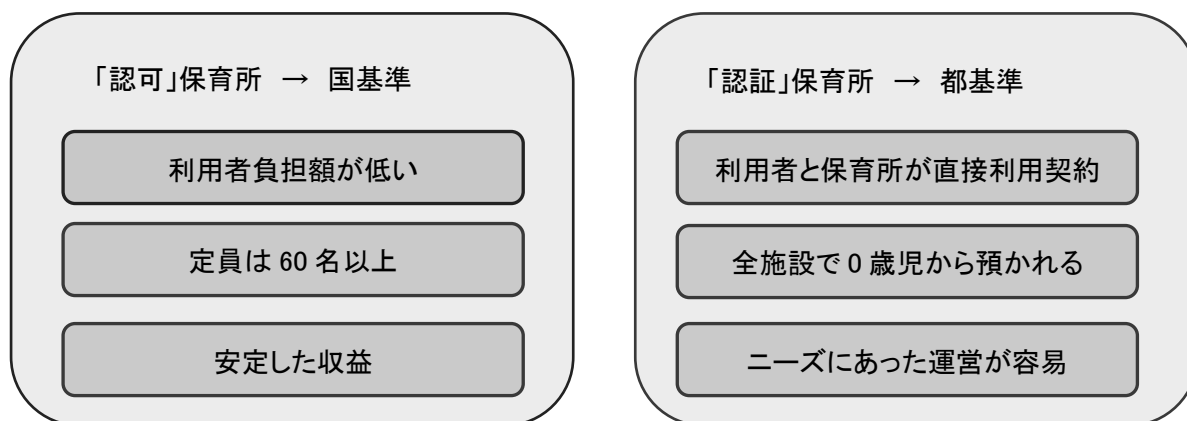 「認可」保育所 → 国基準
利用者負担額が低い
定員は 60 名以上
安定した収益
「認証」保育所 → 都基準
利用者と保育所が直接利用契約
全施設で 0 歳児から預かれる
ニーズにあった運営が容易